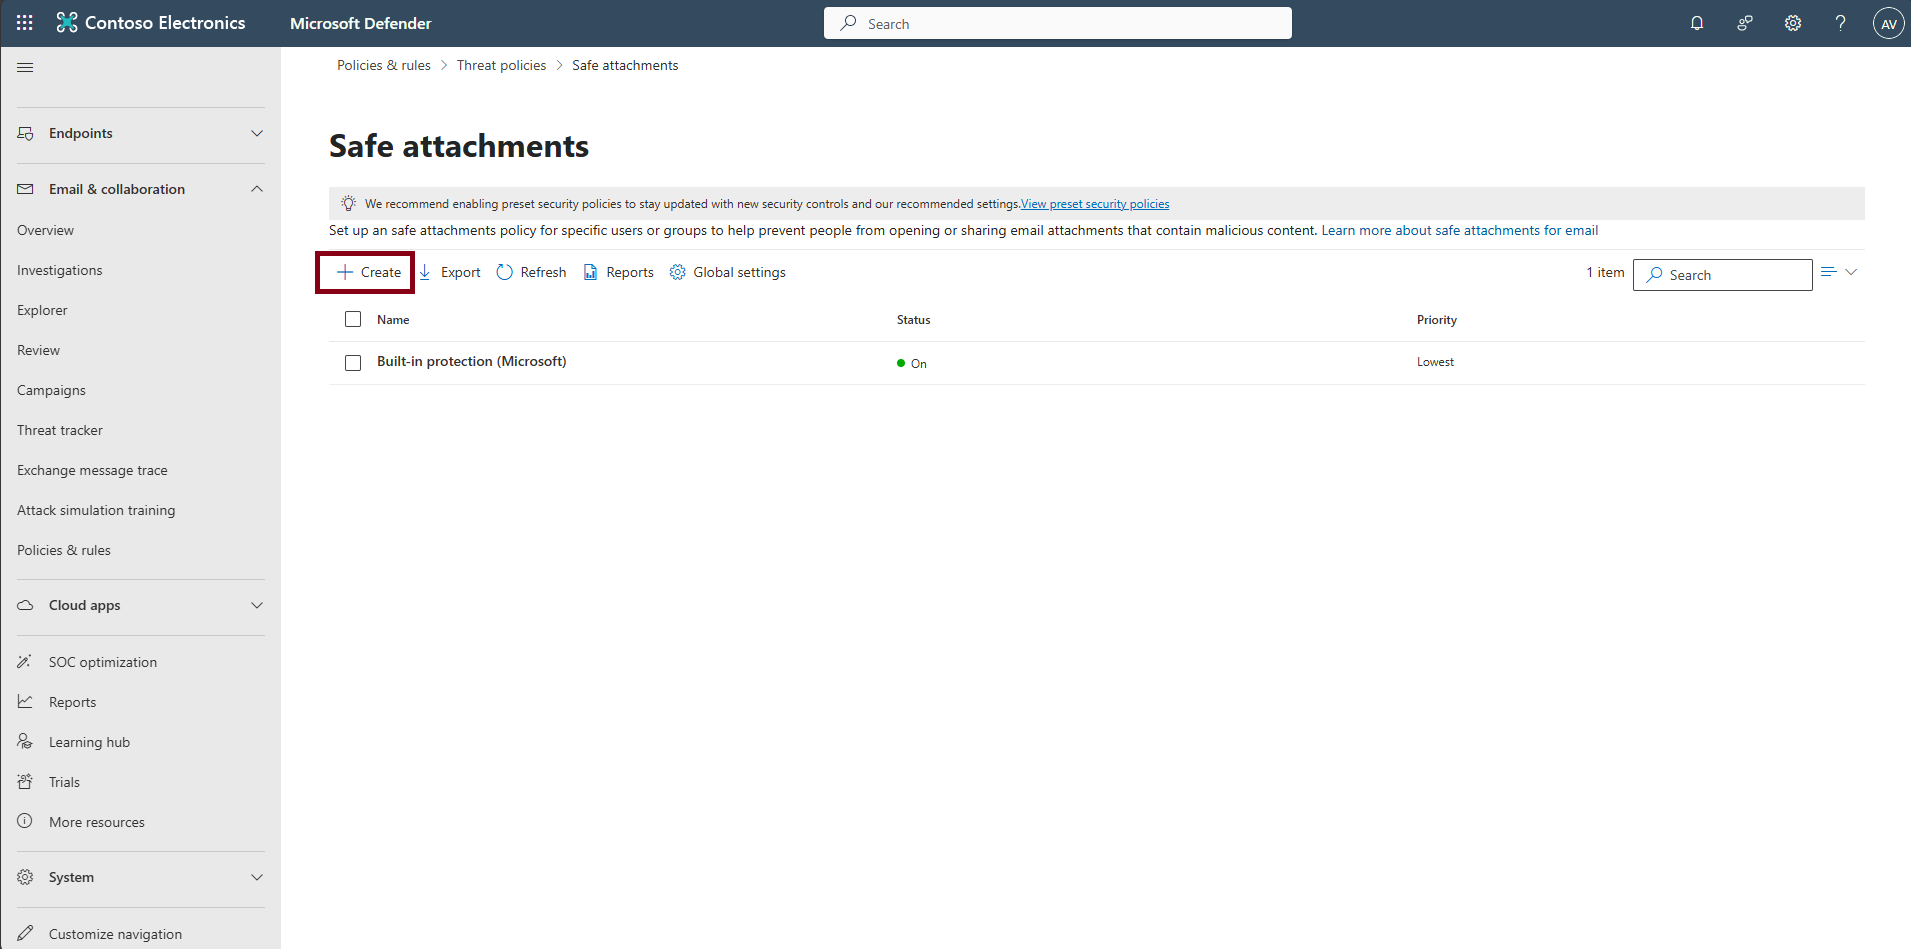 Contoso Electronics
Microsoft Defender
Search
AV
Policies & rules > Threat policies > Safe attachments
Endpoints
Email & collaboration
Overview
Investigations
Explorer
Review
Campaigns
Threat tracker
Exchange message trace
Attack simulation training
Policies & rules
Cloud apps
SOC optimization
Reports
Learning hub
Trials
More resources
System
Customize navigation
Safe attachments
We recommend enabling preset security policies to stay updated with new security controls and our recommended settings.View preset security policies
Set up an safe attachments policy for specific users or groups to help prevent people from opening or sharing email attachments that contain malicious content. Learn more about safe attachments for email
Create Export Refresh Reports Global settings 1 item Search
Name Status Priority
Built-in protection (Microsoft) On Lowest